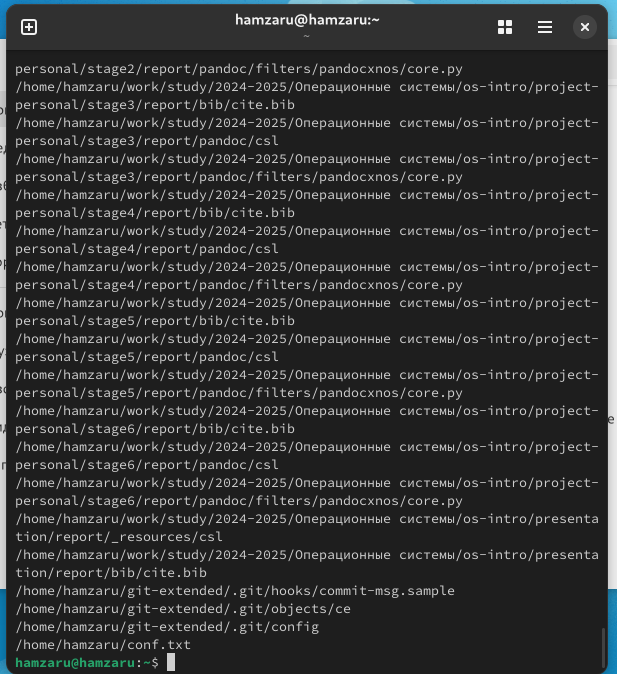 hamzaru@hamzaru:~
~
personal/stage2/report/pandoc/filters/pandocxnos/core.py
/home/hamzaru/work/study/2024-2025/Операционные системы/os-intro/project-
personal/stage3/report/bib/cite.bib
/home/hamzaru/work/study/2024-2025/Операционные системы/os-intro/project-
personal/stage3/report/pandoc/csl
/home/hamzaru/work/study/2024-2025/Операционные системы/os-intro/project-
personal/stage3/report/pandoc/filters/pandocxnos/core.py
/home/hamzaru/work/study/2024-2025/Операционные системы/os-intro/project-
personal/stage4/report/bib/cite.bib
/home/hamzaru/work/study/2024-2025/Операционные системы/os-intro/project-
personal/stage4/report/pandoc/csl
/home/hamzaru/work/study/2024-2025/Операционные системы/os-intro/project-
personal/stage4/report/pandoc/filters/pandocxnos/core.py
/home/hamzaru/work/study/2024-2025/Операционные системы/os-intro/project-
personal/stage5/report/bib/cite.bib
/home/hamzaru/work/study/2024-2025/Операционные системы/os-intro/project-
personal/stage5/report/pandoc/csl
/home/hamzaru/work/study/2024-2025/Операционные системы/os-intro/project-
personal/stage5/report/pandoc/filters/pandocxnos/core.py
/home/hamzaru/work/study/2024-2025/Операционные системы/os-intro/project-
personal/stage6/report/bib/cite.bib
/home/hamzaru/work/study/2024-2025/Операционные системы/os-intro/project-
personal/stage6/report/pandoc/csl
/home/hamzaru/work/study/2024-2025/Операционные системы/os-intro/project-
personal/stage6/report/pandoc/filters/pandocxnos/core.py
/home/hamzaru/work/study/2024-2025/Операционные системы/os-intro/presenta
tion/report/_resources/csl
/home/hamzaru/work/study/2024-2025/Операционные системы/os-intro/presenta
tion/report/bib/cite.bib
/home/hamzaru/git-extended/.git/hooks/commit-msg.sample
/home/hamzaru/git-extended/.git/objects/ce
/home/hamzaru/git-extended/.git/config
/home/hamzaru/conf.txt
hamzaru@hamzaru:~$